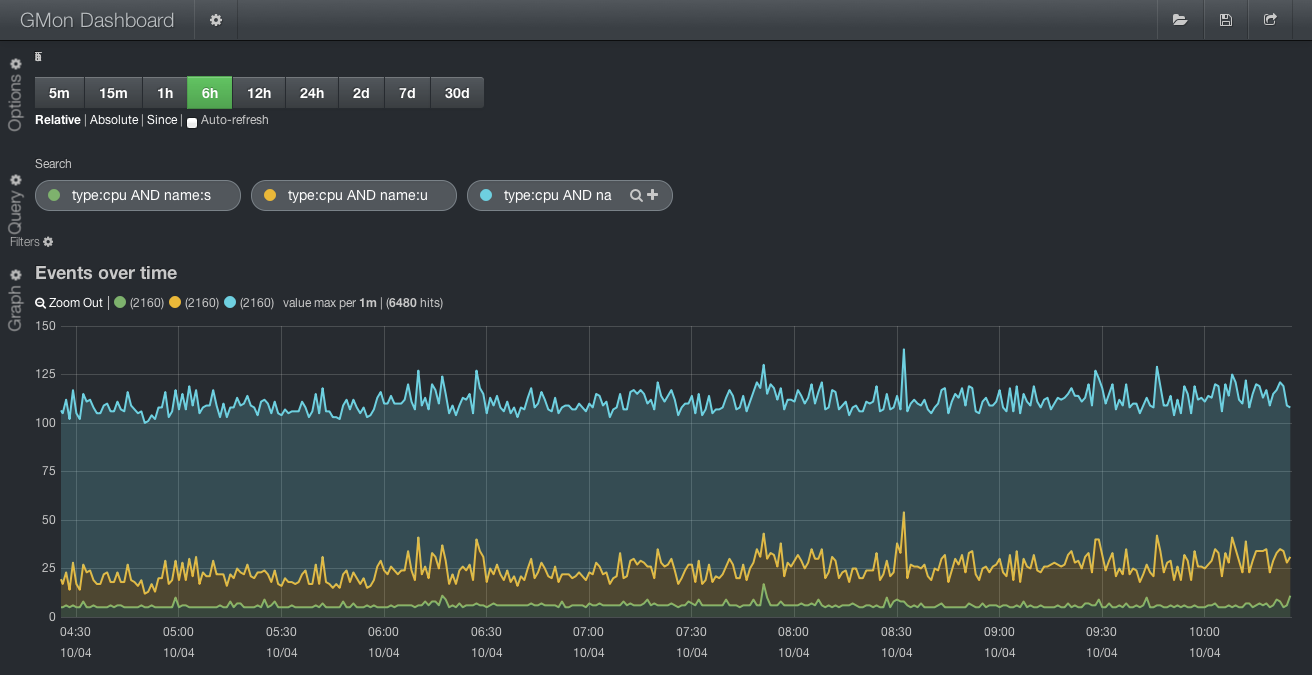 GMon Dashboard
Options
5m 15m 1h 6h 12h 24h 2d 7d 30d
Relative | Absolute | Since | Auto-refresh
Query
Search
type:cpu AND name:s type:cpu AND name:u type:cpu AND na
Filters
Graph
Events over time
Zoom Out | (2160) (2160) (2160) value max per 1m | (6480 hits)
150
125
100
75
50
25
0
04:30 05:00 05:30 06:00 06:30 07:00 07:30 08:00 08:30 09:00 09:30 10:00
10/04 10/04 10/04 10/04 10/04 10/04 10/04 10/04 10/04 10/04 10/04 10/04